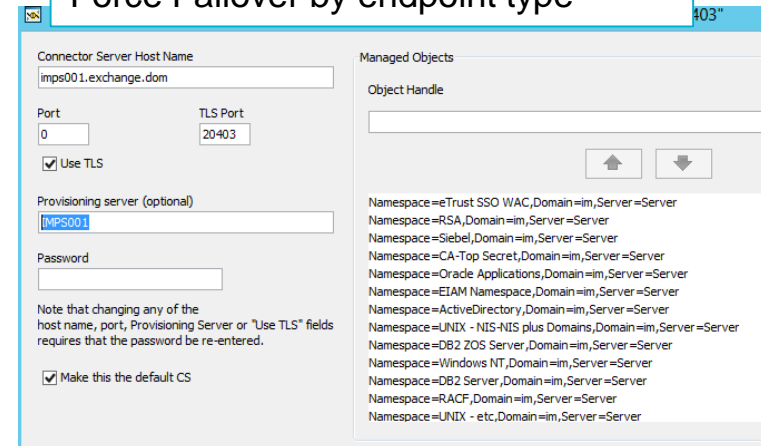 Force Failover by endpoint type
403"
Connector Server Host Name
imps001.exchange.dom
Port
TLS Port
0
20403
Use TLS
Provisioning server (optional)
IMPS001
Password
Note that changing any of the
host name, port, Provisioning Server or "Use TLS" fields
requires that the password be re-entered.
Make this the default CS
Managed Objects
Object Handle
Namespace=eTrust SSO WAC,Domain=im,Server=Server
Namespace=RSA,Domain=im,Server=Server
Namespace=Siebel,Domain=im,Server=Server
Namespace=CA-Top Secret,Domain=im,Server=Server
Namespace=Oracle Applications,Domain=im,Server=Server
Namespace=EIAM Namespace,Domain=im,Server=Server
Namespace=ActiveDirectory,Domain=im,Server=Server
Namespace=UNIX - NIS-NIS plus Domains,Domain=im,Server=Server
Namespace=DB2 ZOS Server,Domain=im,Server=Server
Namespace=Windows NT,Domain=im,Server=Server
Namespace=DB2 Server,Domain=im,Server=Server
Namespace=RACF,Domain=im,Server=Server
Namespace=UNIX - etc,Domain=im,Server=Server